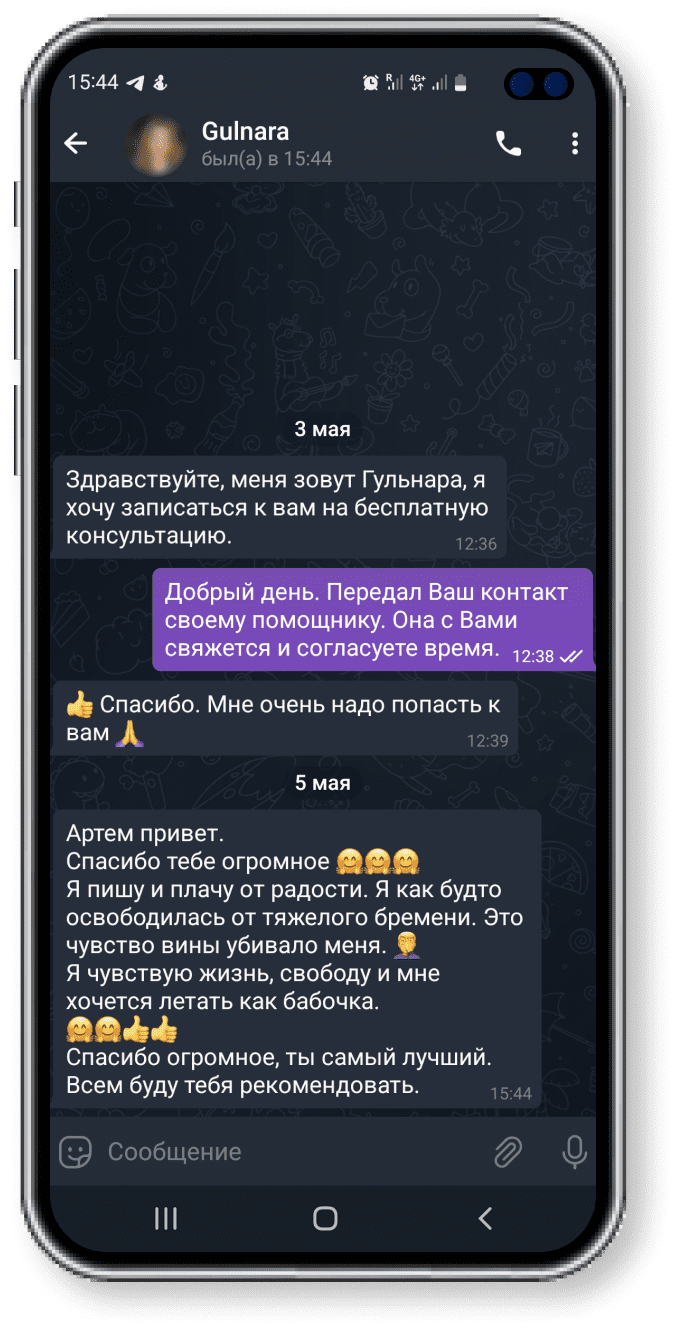 15:44
R 4G+
Gulnara
был(а) в 15:44
3 мая
Здравствуйте, меня зовут Гульнара, я
хочу записаться к вам на бесплатную
консультацию.
12:36
Добрый день. Передал Ваш контакт
своему помощнику. Она с Вами
свяжется и согласуете время.
12:38
👍 Спасибо. Мне очень надо попасть к
вам 🙏
12:39
5 мая
Артем привет.
Спасибо тебе огромное 🤗🤗🤗
Я пишу и плачу от радости. Я как будто
освободилась от тяжелого бремени. Это
чувство вины убивало меня. 🤦‍♂️
Я чувствую жизнь, свободу и мне
хочется летать как бабочка.
🤗🤗👍👍
Спасибо огромное, ты самый лучший.
Всем буду тебя рекомендовать.
15:44
Сообщение